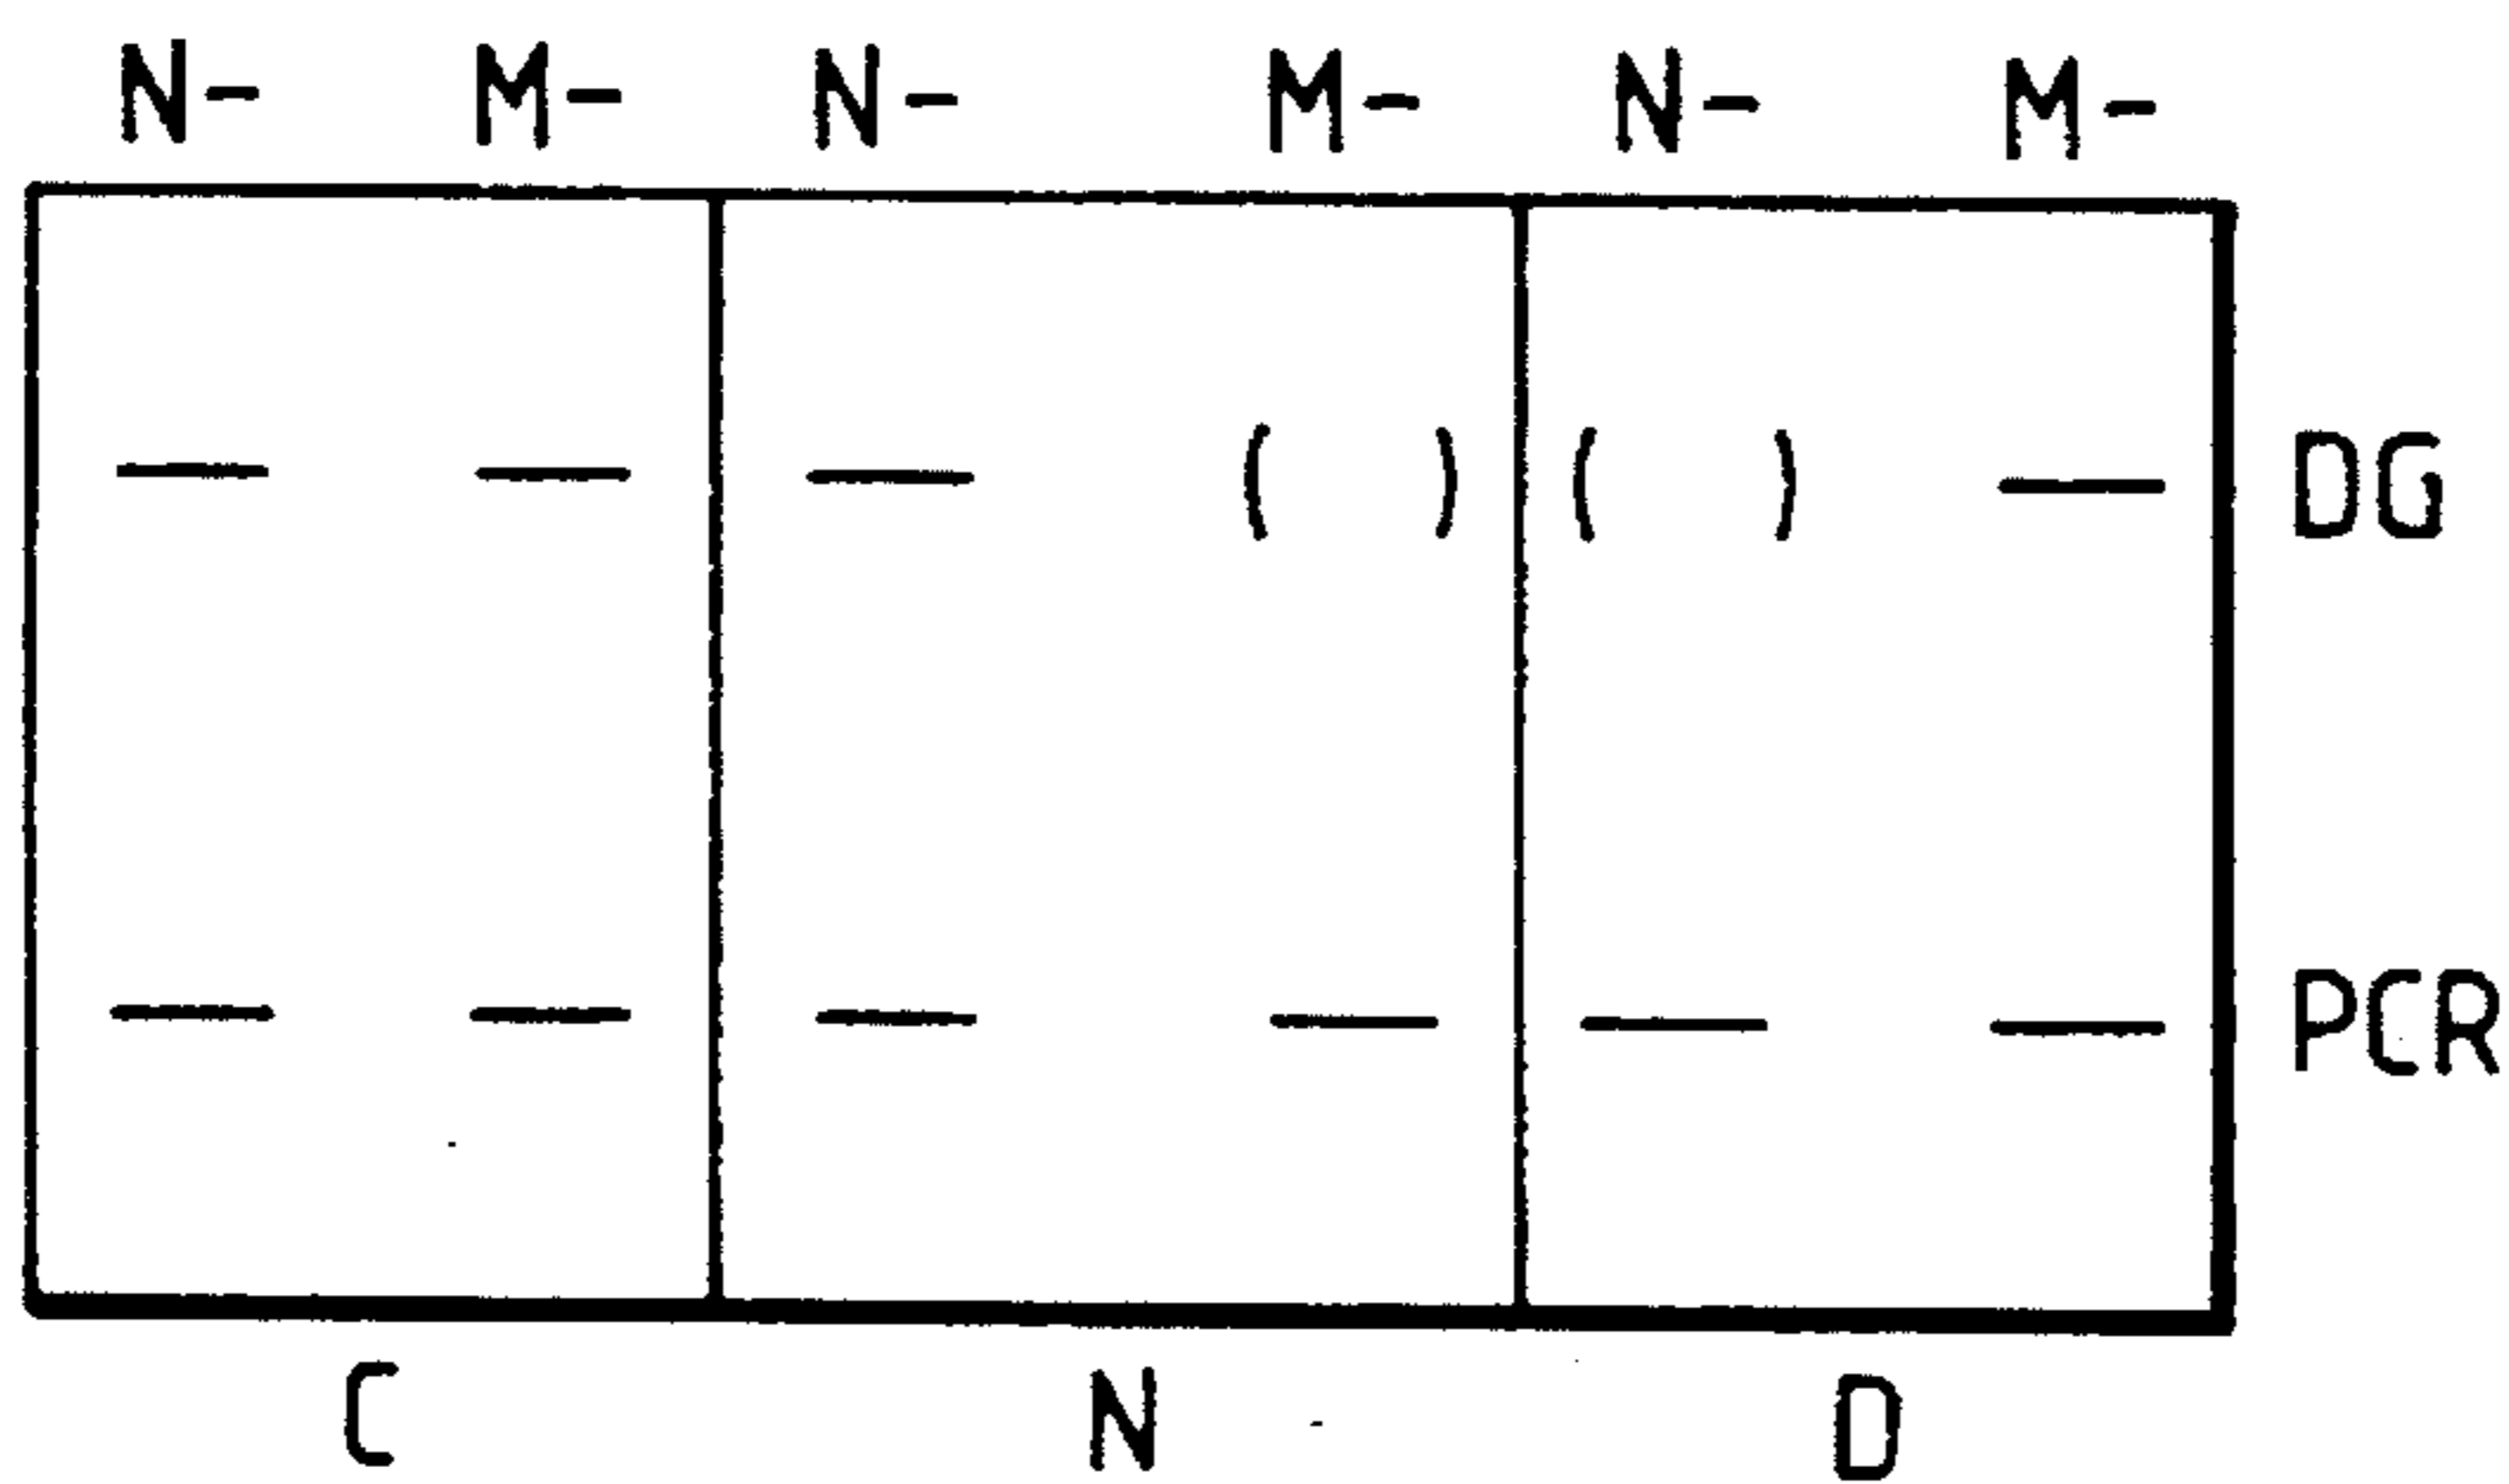 N- M- N- M- N- M-
— — — ( ) ( ) — DG
— — — — — — PCR
C N D